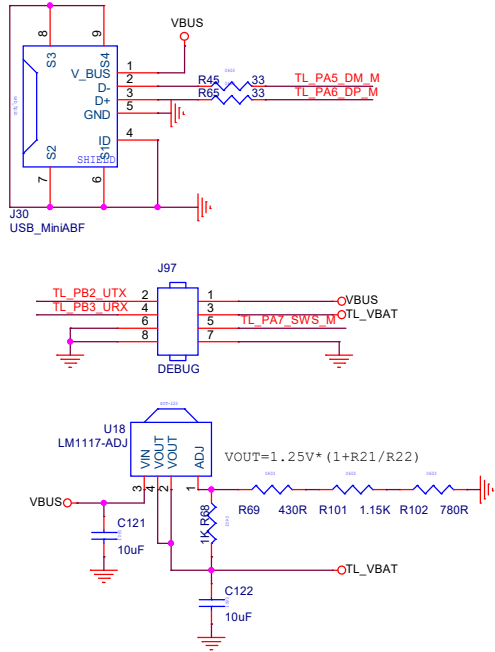 VBUS
8
9
S3
S4
V_BUS
1
D-
2
R45
33
TL_PA5_DM_M
D+
3
R65
33
TL_PA6_DP_M
GND
5
ID
4
S2
S1
SHIELD
7
6
J30
USB_MiniABF
J97
TL_PB2_UTX
2
1
VBUS
TL_PB3_URX
4
3
TL_VBAT
6
5
TL_PA7_SWS_M
8
7
DEBUG
SOT-223
U18
LM1117-ADJ
VIN
VOUT
VOUT
ADJ
VOUT=1.25V*(1+R21/R22)
3
4
2
1
VBUS
R69
430R
R101
1.15K
R102
780R
C121
10uF
1K R68
TL_VBAT
C122
10uF